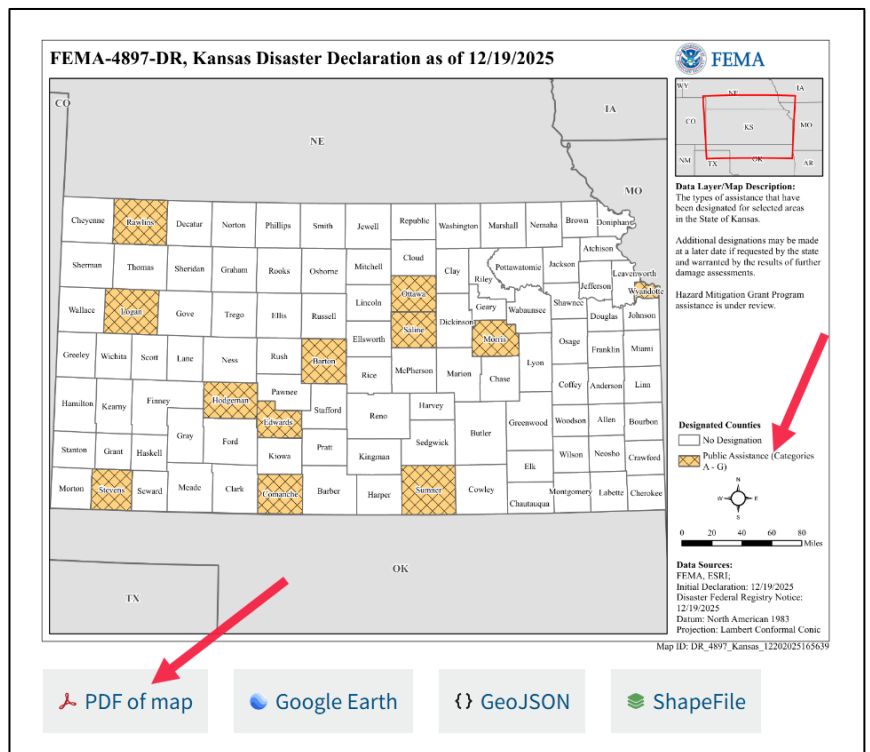 FEMA-4897-DR, Kansas Disaster Declaration as of 12/19/2025
FEMA
CO
NE
IA
MO
Cheyenne
Rawlins
Decatur
Norton
Phillips
Smith
Jewell
Republic
Washington
Marshall
Nemaha
Brown
Doniphan
Atchison
Sherman
Thomas
Sheridan
Graham
Rooks
Osborne
Mitchell
Cloud
Clay
Riley
Pottawatomie
Jackson
Jefferson
Leavenworth
Wyandotte
Wallace
Logan
Gove
Trego
Ellis
Russell
Lincoln
Ottawa
Saline
Dickinson
Geary
Morris
Wabaunsee
Shawnee
Douglas
Johnson
Greeley
Wichita
Scott
Lane
Ness
Rush
Barton
Ellsworth
Rice
McPherson
Marion
Chase
Lyon
Osage
Franklin
Miami
Hamilton
Kearny
Finney
Hodgeman
Pawnee
Edwards
Stafford
Reno
Harvey
Sedgwick
Butler
Greenwood
Coffey
Anderson
Linn
Woodson
Allen
Bourbon
Stanton
Grant
Haskell
Gray
Ford
Kiowa
Pratt
Kingman
Elk
Wilson
Neosho
Crawford
Morton
Stevens
Seward
Meade
Clark
Comanche
Barber
Harper
Sumner
Cowley
Chautauqua
Montgomery
Labette
Cherokee
OK
TX
WY
NE
IA
CO
KS
MO
NM
TX
OK
AR
Data Layer/Map Description:
The types of assistance that have
been designated for selected areas
in the State of Kansas.
Additional designations may be made
at a later date if requested by the state
and warranted by the results of further
damage assessments.
Hazard Mitigation Grant Program
assistance is under review.
Designated Counties
No Designation
Public Assistance (Categories
A - G)
N
W
E
S
0 20 40 60 80
Miles
Data Sources:
FEMA, ESRI;
Initial Declaration: 12/19/2025
Disaster Federal Registry Notice:
12/19/2025
Datum: North American 1983
Projection: Lambert Conformal Conic
Map ID: DR_4897_Kansas_12202025165639
PDF of map
Google Earth
{} GeoJSON
ShapeFile